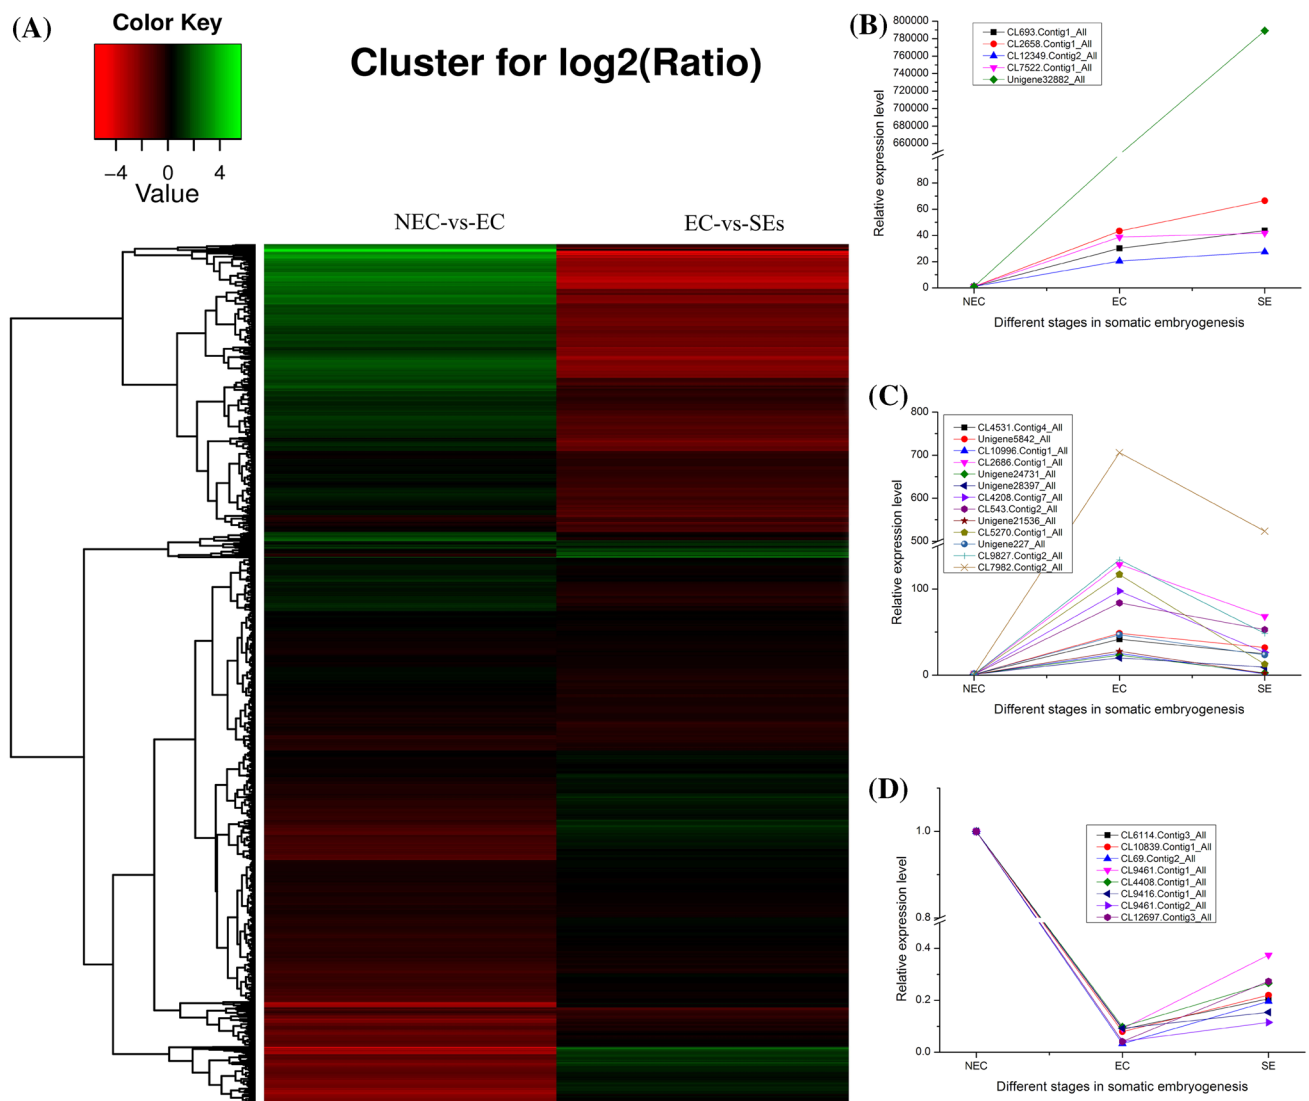 (A)
Color Key
−4 0 4
Value
Cluster for log2(Ratio)
NEC-vs-EC EC-vs-SEs
(B)
Relative expression level
800000
780000
760000
740000
720000
700000
680000
660000
80
60
40
20
0
CL693.Contig1_All
CL2658.Contig1_All
CL12349.Contig2_All
CL7522.Contig1_All
Unigene32882_All
NEC EC SE
Different stages in somatic embryogenesis
(C)
Relative expression level
800
700
600
500
100
0
CL4531.Contig4_All
Unigene5842_All
CL10996.Contig1_All
CL2686.Contig1_All
Unigene24731_All
Unigene28397_All
CL4208.Contig7_All
CL543.Contig2_All
Unigene21536_All
CL5270.Contig1_All
Unigene227_All
CL9827.Contig2_All
CL7982.Contig2_All
NEC EC SE
Different stages in somatic embryogenesis
(D)
Relative expression level
1.0
0.8
0.4
0.2
0.0
CL6114.Contig3_All
CL10839.Contig1_All
CL69.Contig2_All
CL9461.Contig1_All
CL4408.Contig1_All
CL9416.Contig1_All
CL9461.Contig2_All
CL12697.Contig3_All
NEC EC SE
Different stages in somatic embryogenesis